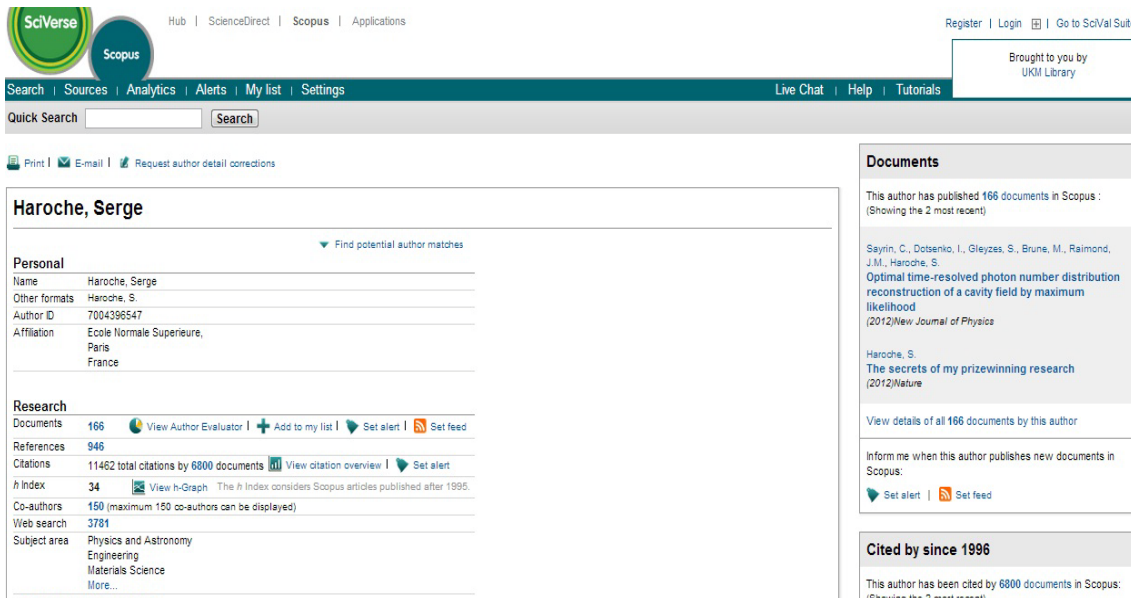 SciVerse
Scopus
Hub | ScienceDirect | Scopus | Applications
Register | Login | Go to SciVal Suit
Brought to you by
UKM Library
Search | Sources | Analytics | Alerts | My list | Settings
Live Chat | Help | Tutorials
Quick Search Search
Print | E-mail | Request author detail corrections
Haroche, Serge
Find potential author matches
Personal
Name Haroche, Serge
Other formats Haroche, S.
Author ID 7004396547
Affiliation Ecole Normale Superieure,
Paris
France
Research
Documents 166 View Author Evaluator | Add to my list | Set alert | Set feed
References 946
Citations 11462 total citations by 6800 documents View citation overview | Set alert
h Index 34 View h-Graph The h Index considers Scopus articles published after 1995.
Co-authors 150 (maximum 150 co-authors can be displayed)
Web search 3781
Subject area Physics and Astronomy
Engineering
Materials Science
More...
Documents
This author has published 166 documents in Scopus :
(Showing the 2 most recent)
Sayrin, C., Dotsenko, I., Gleyzes, S., Brune, M., Raimond,
J.M., Haroche, S.
Optimal time-resolved photon number distribution
reconstruction of a cavity field by maximum
likelihood
(2012)New Journal of Physics
Haroche, S.
The secrets of my prizewinning research
(2012)Nature
View details of all 166 documents by this author
Inform me when this author publishes new documents in
Scopus:
Set alert | Set feed
Cited by since 1996
This author has been cited by 6800 documents in Scopus:
(Showing the 2 most recent)